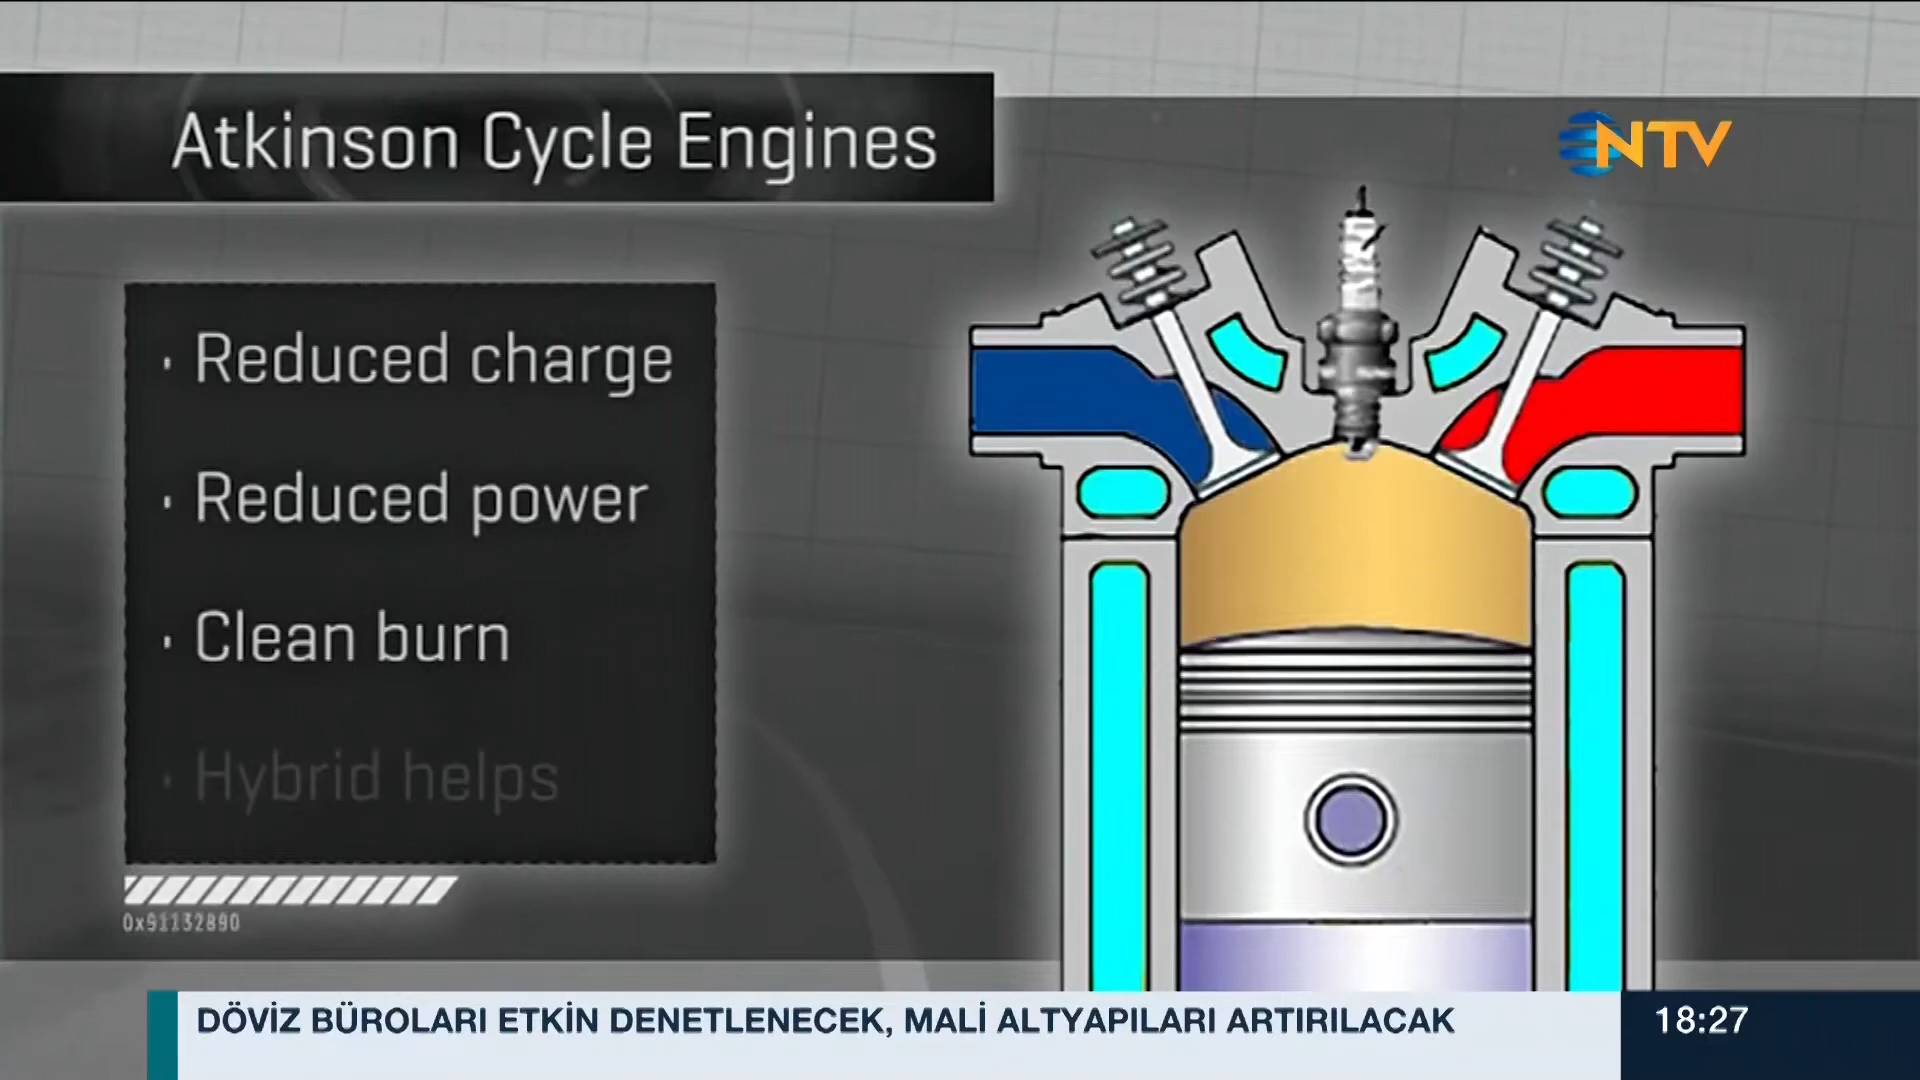 Atkinson Cycle Engines
NTV
· Reduced charge
· Reduced power
· Clean burn
· Hybrid helps
0x91132890
DÖVİZ BÜROLARI ETKİN DENETLENECEK, MALİ ALTYAPILARI ARTIRILACAK
18:27